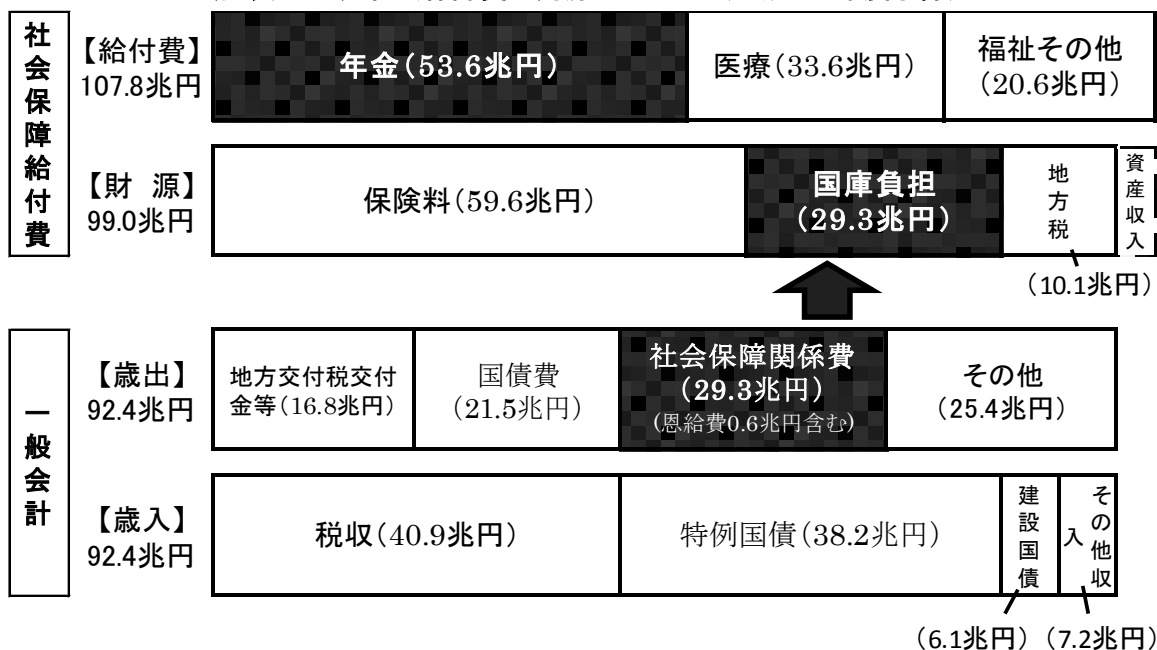 社会保障給付費
【給付費】
107.8兆円
年金（53.6兆円）
医療（33.6兆円）
福祉その他
（20.6兆円）
【財 源】
99.0兆円
保険料（59.6兆円）
国庫負担
（29.3兆円）
地方税
資産収入
（10.1兆円）
一般会計
【歳出】
92.4兆円
地方交付税交付
金等（16.8兆円）
国債費
（21.5兆円）
社会保障関係費
（29.3兆円）
（恩給費0.6兆円含む）
その他
（25.4兆円）
【歳入】
92.4兆円
税収（40.9兆円）
特例国債（38.2兆円）
建設国債
その他収入
（6.1兆円）
（7.2兆円）